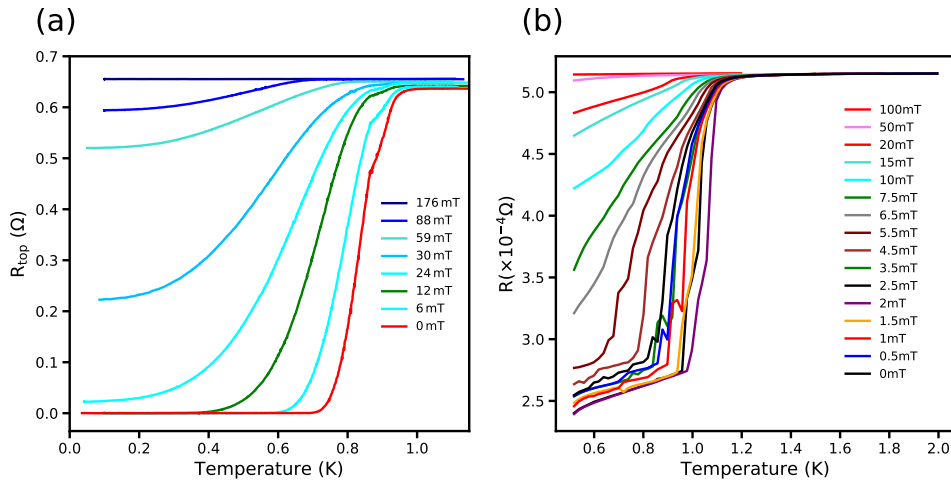 (a)
0.7
0.6
0.5
0.4
0.3
0.2
0.1
0.0
R_top (Ω)
0.0 0.2 0.4 0.6 0.8 1.0
Temperature (K)
176 mT
88 mT
59 mT
30 mT
24 mT
12 mT
6 mT
0 mT
(b)
5.0
4.5
4.0
3.5
3.0
2.5
R(×10⁻⁴Ω)
0.6 0.8 1.0 1.2 1.4 1.6 1.8 2.0
Temperature (K)
100mT
50mT
20mT
15mT
10mT
7.5mT
6.5mT
5.5mT
4.5mT
3.5mT
2.5mT
2mT
1.5mT
1mT
0.5mT
0mT